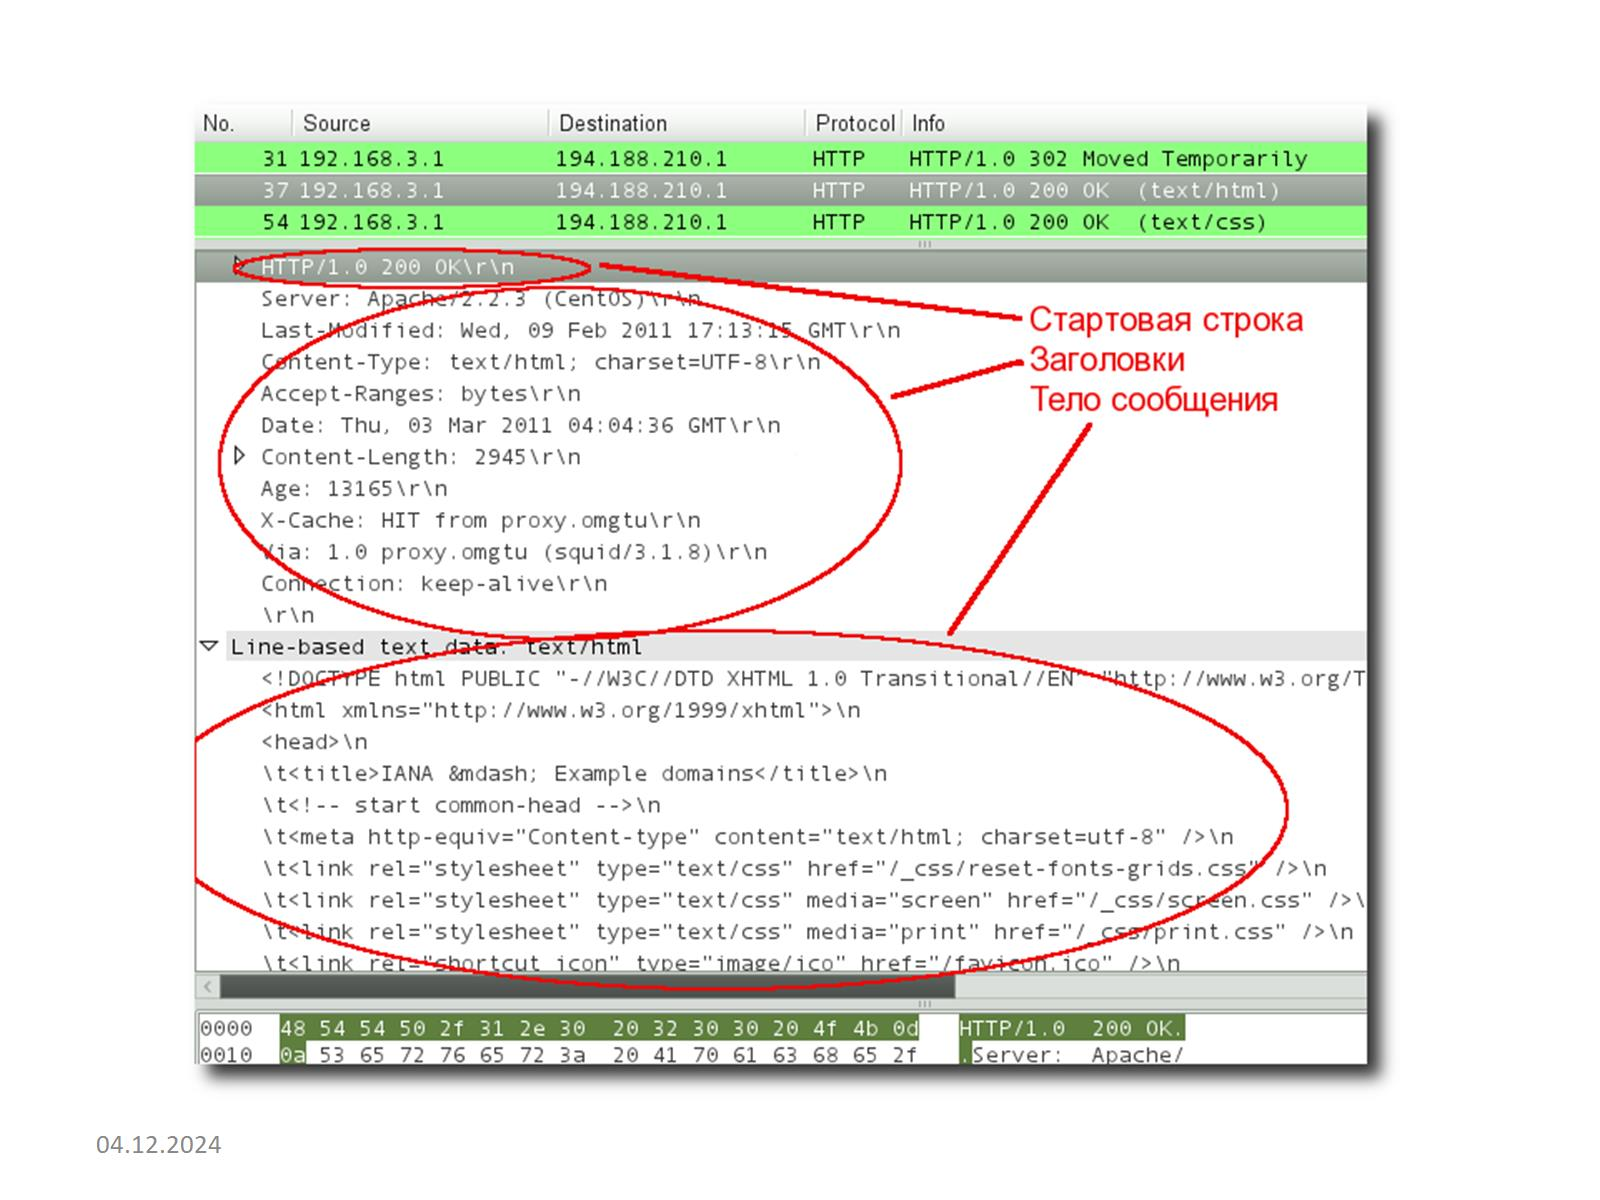 No. Source Destination Protocol Info
31 192.168.3.1 194.188.210.1 HTTP HTTP/1.0 302 Moved Temporarily
37 192.168.3.1 194.188.210.1 HTTP HTTP/1.0 200 OK (text/html)
54 192.168.3.1 194.188.210.1 HTTP HTTP/1.0 200 OK (text/css)
HTTP/1.0 200 OK\r\n
Server: Apache/2.2.3 (CentOS)\r\n
Last-Modified: Wed, 09 Feb 2011 17:13:15 GMT\r\n
Content-Type: text/html; charset=UTF-8\r\n
Accept-Ranges: bytes\r\n
Date: Thu, 03 Mar 2011 04:04:36 GMT\r\n
Content-Length: 2945\r\n
Age: 13165\r\n
X-Cache: HIT from proxy.omgtu\r\n
Via: 1.0 proxy.omgtu (squid/3.1.8)\r\n
Connection: keep-alive\r\n
\r\n
Стартовая строка
Заголовки
Тело сообщения
Line-based text data: text/html
<!DOCTYPE html PUBLIC "-//W3C//DTD XHTML 1.0 Transitional//EN" "http://www.w3.org/T
<html xmlns="http://www.w3.org/1999/xhtml">\n
<head>\n
\t<title>IANA &mdash; Example domains</title>\n
\t<!-- start common-head -->\n
\t<meta http-equiv="Content-type" content="text/html; charset=utf-8" />\n
\t<link rel="stylesheet" type="text/css" href="/_css/reset-fonts-grids.css" />\n
\t<link rel="stylesheet" type="text/css" media="screen" href="/_css/screen.css" />\
\t<link rel="stylesheet" type="text/css" media="print" href="/_css/print.css" />\n
\t<link rel="shortcut icon" type="image/ico" href="/favicon.ico" />\n
0000 48 54 54 50 2f 31 2e 30 20 32 30 30 20 4f 4b 0d HTTP/1.0 200 OK.
0010 0a 53 65 72 76 65 72 3a 20 41 70 61 63 68 65 2f .Server: Apache/
04.12.2024